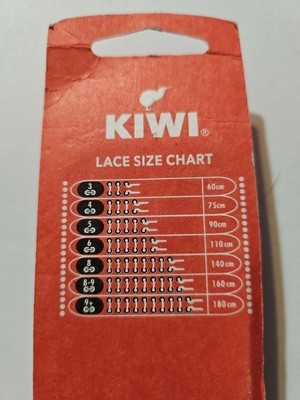 KIWI®
LACE SIZE CHART
3 60cm
4 75cm
5 90cm
6 110cm
8 140cm
8-9 160cm
9+ 180cm